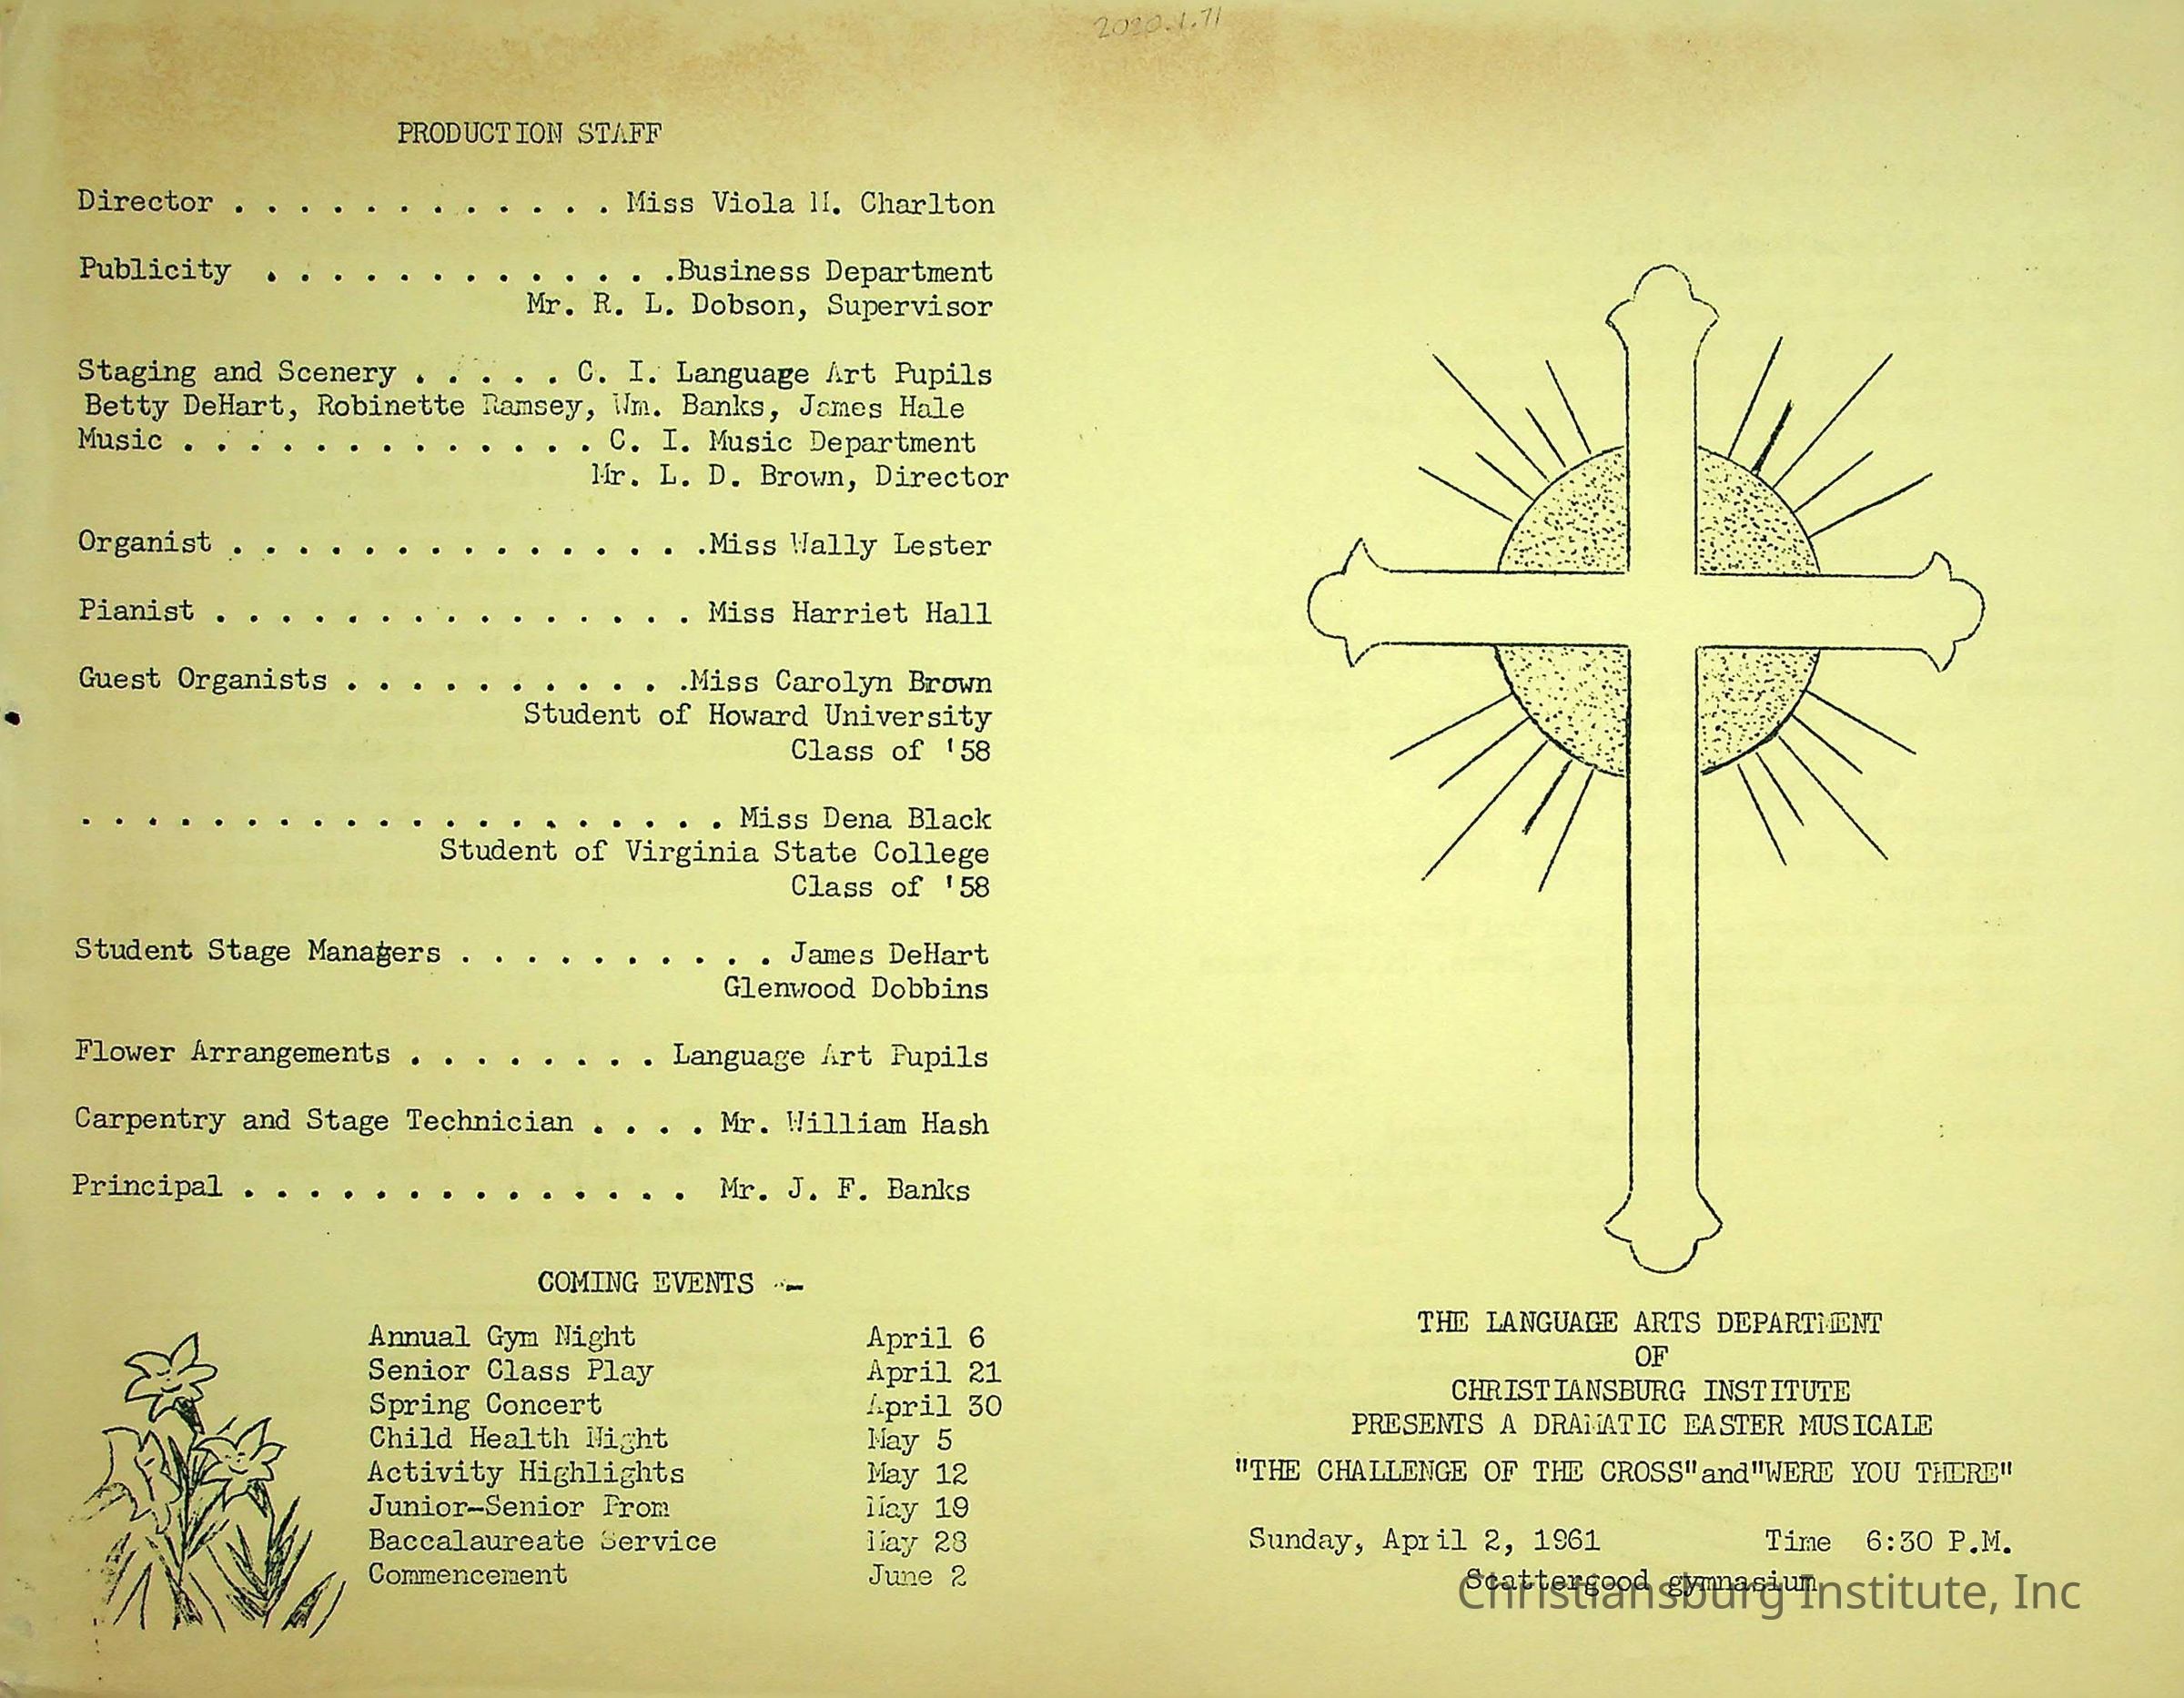 2020.1.71
PRODUCTION STAFF
Director . . . . . . . . . . . . Miss Viola M. Charlton
Publicity . . . . . . . . . . . . .Business Department
Mr. R. L. Dobson, Supervisor
Staging and Scenery . . . . . C. I. Language Art Pupils
Betty DeHart, Robinette Ramsey, Wm. Banks, James Hale
Music . . . . . . . . . . . . . C. I. Music Department
Mr. L. D. Brown, Director
Organist . . . . . . . . . . . . . . .Miss Wally Lester
Pianist . . . . . . . . . . . . . . . Miss Harriet Hall
Guest Organists . . . . . . . . . . .Miss Carolyn Brown
Student of Howard University
Class of '58
. . . . . . . . . . . . . . . . . . . . Miss Dena Black
Student of Virginia State College
Class of '58
Student Stage Managers . . . . . . . . . . James DeHart
Glenwood Dobbins
Flower Arrangements . . . . . . . . Language Art Pupils
Carpentry and Stage Technician . . . . Mr. William Hash
Principal . . . . . . . . . . . . . . Mr. J. F. Banks
COMING EVENTS -
Annual Gym Night April 6
Senior Class Play April 21
Spring Concert April 30
Child Health Night May 5
Activity Highlights May 12
Junior-Senior Prom May 19
Baccalaureate Service May 28
Commencement June 2
THE LANGUAGE ARTS DEPARTMENT
OF
CHRISTIANSBURG INSTITUTE
PRESENTS A DRAMATIC EASTER MUSICALE
"THE CHALLENGE OF THE CROSS"and"WERE YOU THERE"
Sunday, April 2, 1961 Time 6:30 P.M.
Scattergood gymnasium
Christiansburg Institute, Inc